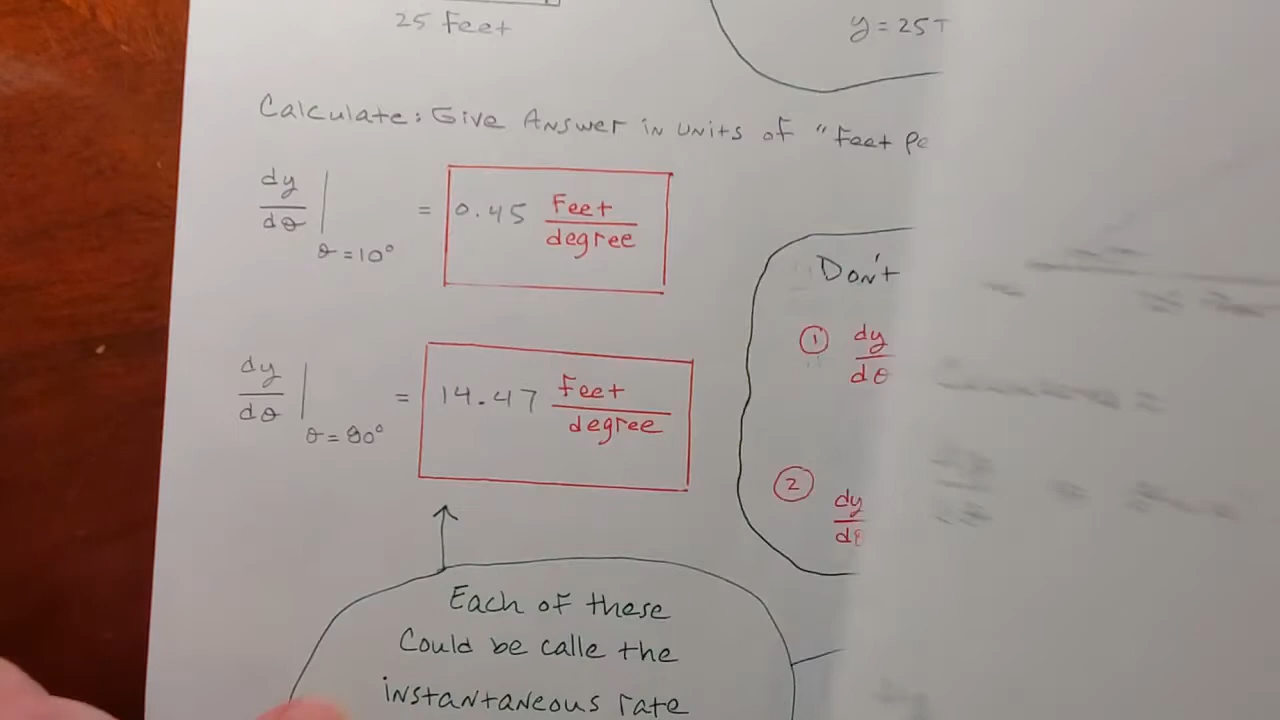 25 Feet
y = 25T
Calculate: Give Answer in units of "Feet Pe
dy/dθ | θ = 10° = 0.45 Feet/degree
Don't
① dy/dθ
dy/dθ | θ = 80° = 14.47 Feet/degree
② dy/dθ
Each of these
Could be calle the
instantaneous rate